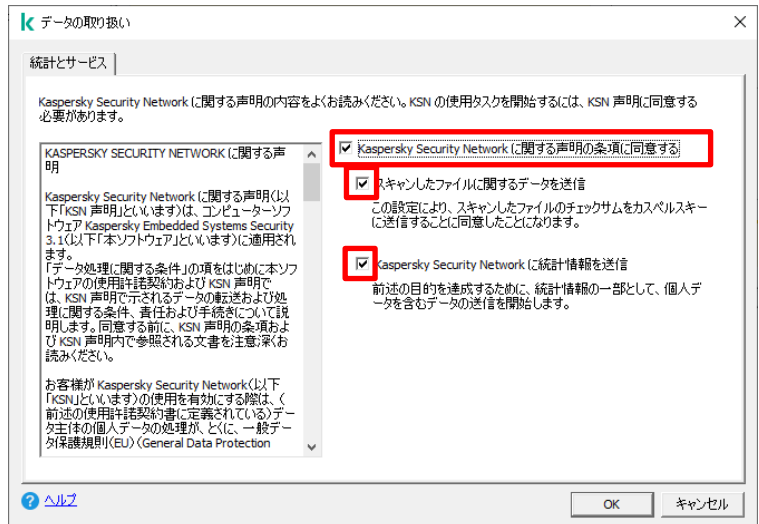 データの取り扱い
統計とサービス
Kaspersky Security Network に関する声明の内容をよくお読みください。KSN の使用タスクを開始するには、KSN 声明に同意する
必要があります。
KASPERSKY SECURITY NETWORK に関する声
明
Kaspersky Security Network に関する声明(以
下「KSN 声明」といいます)は、コンピューターソフ
トウェア Kaspersky Embedded Systems Security
3.1(以下「本ソフトウェア」といいます)に適用され
ます。
「データ処理に関する条件」の項をはじめに本ソフ
トウェアの使用許諾契約および KSN 声明で
は、KSN 声明で示されるデータの転送および処
理に関する条件、責任および手続きについて説
明します。同意する前に、KSN 声明の条項およ
び KSN 声明内で参照される文書を注意深くお
読みください。
お客様が Kaspersky Security Network(以下
「KSN」といいます)の使用を有効にする際は、(
前述の使用許諾契約書に定義されている)デー
タ主体の個人データの処理が、とくに、一般デー
タ保護規則(EU) (General Data Protection
Kaspersky Security Network に関する声明の条項に同意する
スキャンしたファイルに関するデータを送信
この設定により、スキャンしたファイルのチェックサムをカスペルスキー
に送信することに同意したことになります。
Kaspersky Security Network に統計情報を送信
前述の目的を達成するために、統計情報の一部として、個人デ
ータを含むデータの送信を開始します。
ヘルプ
OK
キャンセル